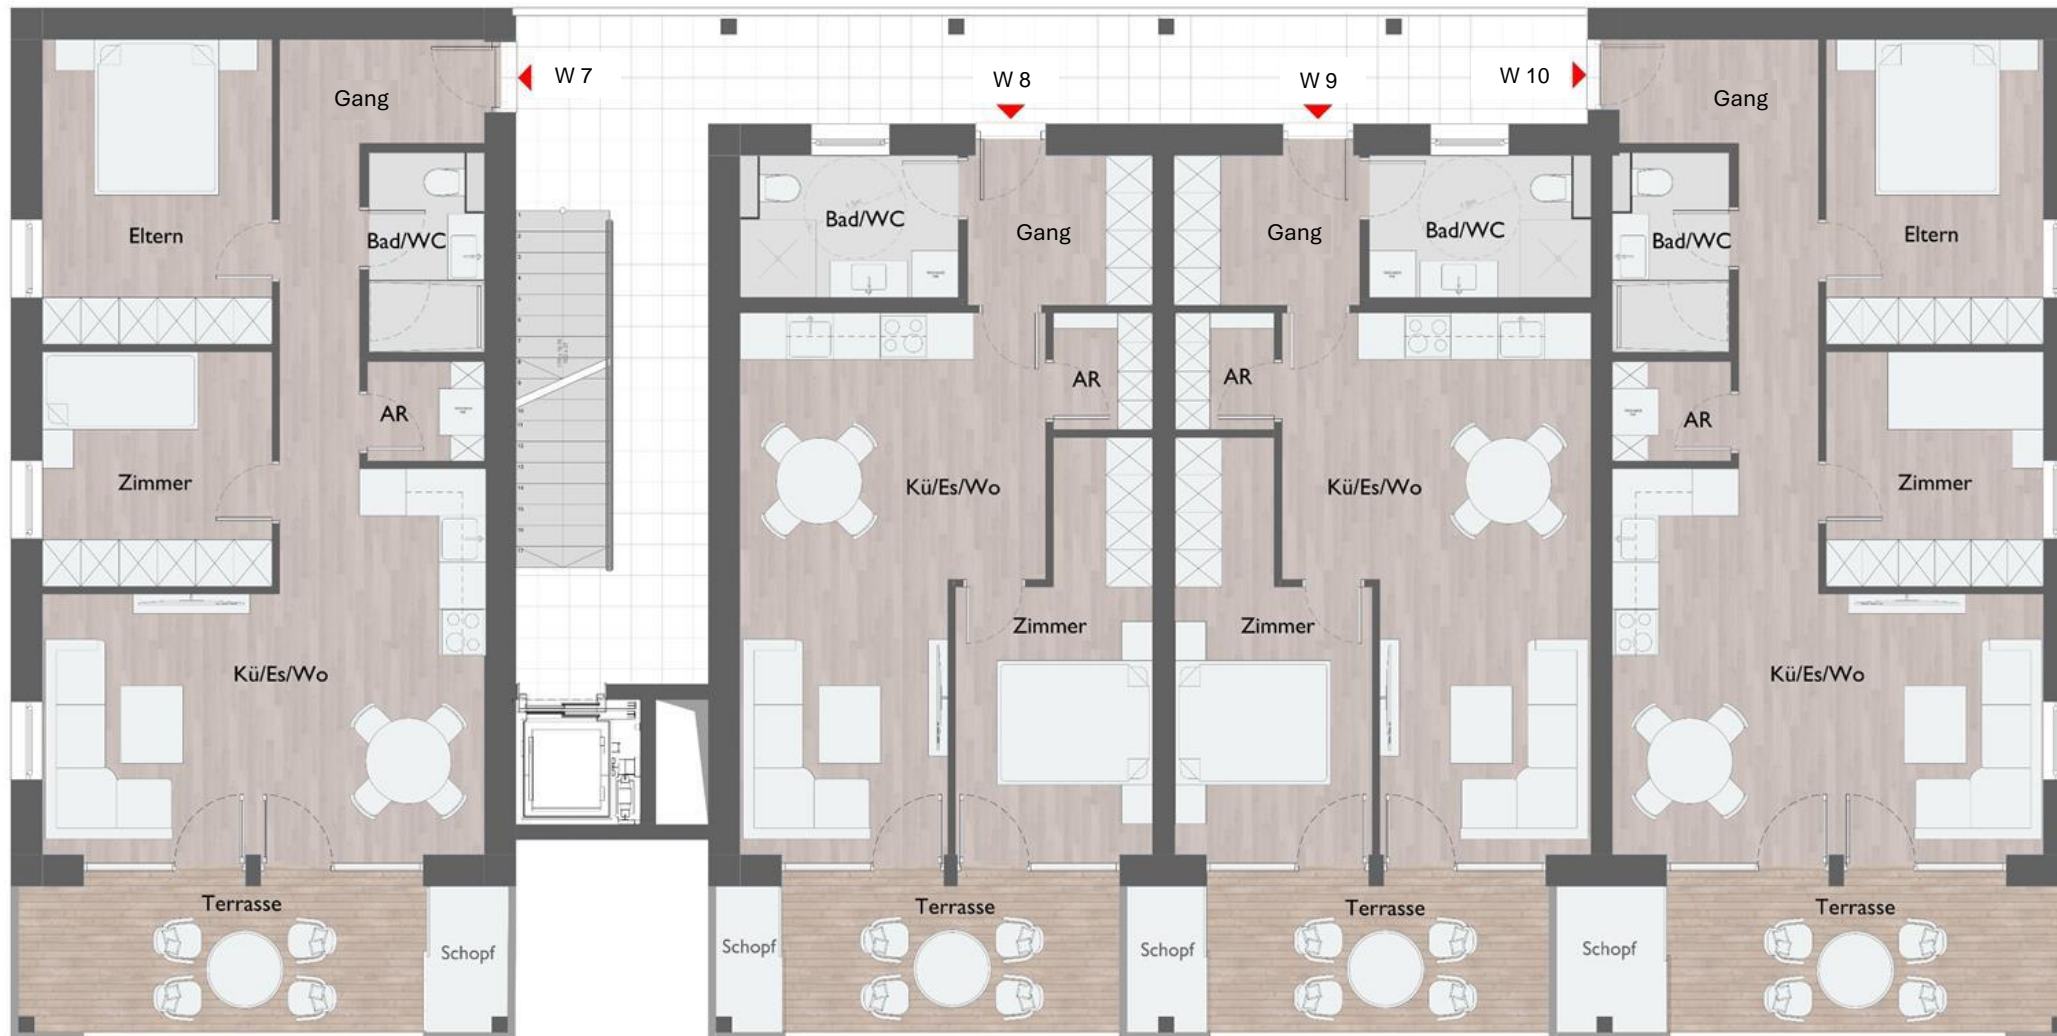 W 7
W 8
W 9
W 10
Gang
Gang
Eltern
Bad/WC
Bad/WC
Gang
Gang
Bad/WC
Bad/WC
Eltern
AR
AR
AR
AR
Zimmer
Kü/Es/Wo
Kü/Es/Wo
Zimmer
Kü/Es/Wo
Zimmer
Zimmer
Kü/Es/Wo
Terrasse
Terrasse
Terrasse
Terrasse
Schopf
Schopf
Schopf
Schopf